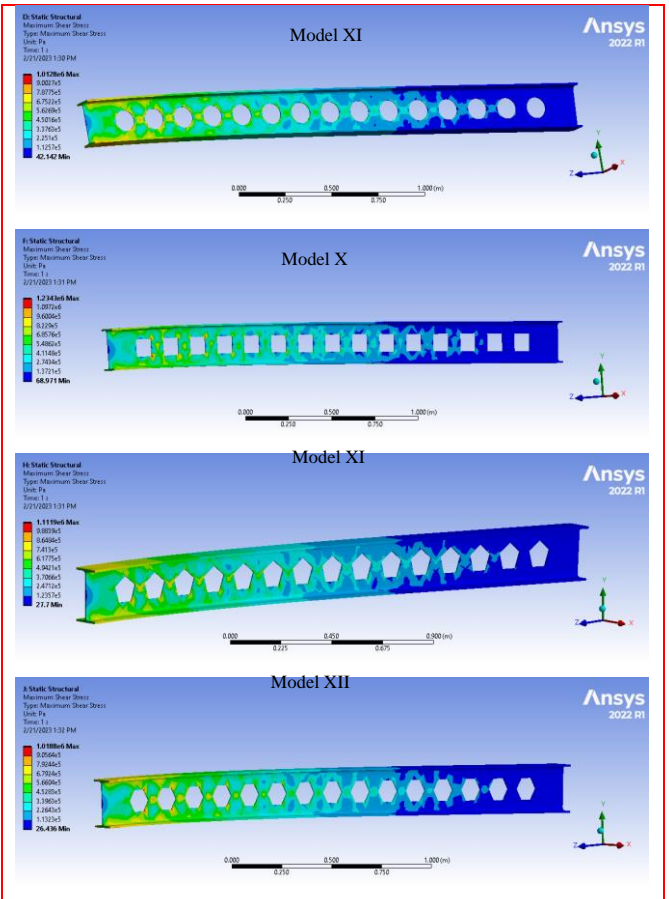 D: Static Structural
Maximum Shear Stress
Type: Maximum Shear Stress
Unit: Pa
Time: 1 s
2/21/2023 1:30 PM
Model XI
Ansys
2022 R1
1.0128e6 Max
9.0027e5
7.8775e5
6.7522e5
5.6269e5
4.5016e5
3.3763e5
2.251e5
1.1257e5
42.142 Min
0.000 0.500 1.000 (m)
0.250 0.750
Y
Z X
F: Static Structural
Maximum Shear Stress
Type: Maximum Shear Stress
Unit: Pa
Time: 1 s
2/21/2023 1:31 PM
Model X
Ansys
2022 R1
1.2343e6 Max
1.0972e6
9.6004e5
8.229e5
6.8576e5
5.4862e5
4.1148e5
2.7434e5
1.3721e5
68.971 Min
0.000 0.500 1.000 (m)
0.250 0.750
Y
Z X
Model XI
H: Static Structural
Maximum Shear Stress
Type: Maximum Shear Stress
Unit: Pa
Time: 1 s
2/21/2023 1:31 PM
Ansys
2022 R1
1.1119e6 Max
9.8839e5
8.6484e5
7.413e5
6.1775e5
4.9421e5
3.7066e5
2.4712e5
1.2357e5
27.7 Min
0.000 0.450 0.900 (m)
0.225 0.675
Y
Z X
Model XII
J: Static Structural
Maximum Shear Stress
Type: Maximum Shear Stress
Unit: Pa
Time: 1 s
2/21/2023 1:32 PM
Ansys
2022 R1
1.0188e6 Max
9.0564e5
7.9244e5
6.7924e5
5.6604e5
4.5285e5
3.3965e5
2.2645e5
1.1323e5
26.436 Min
0.000 0.500 1.000 (m)
0.250 0.750
Y
Z X